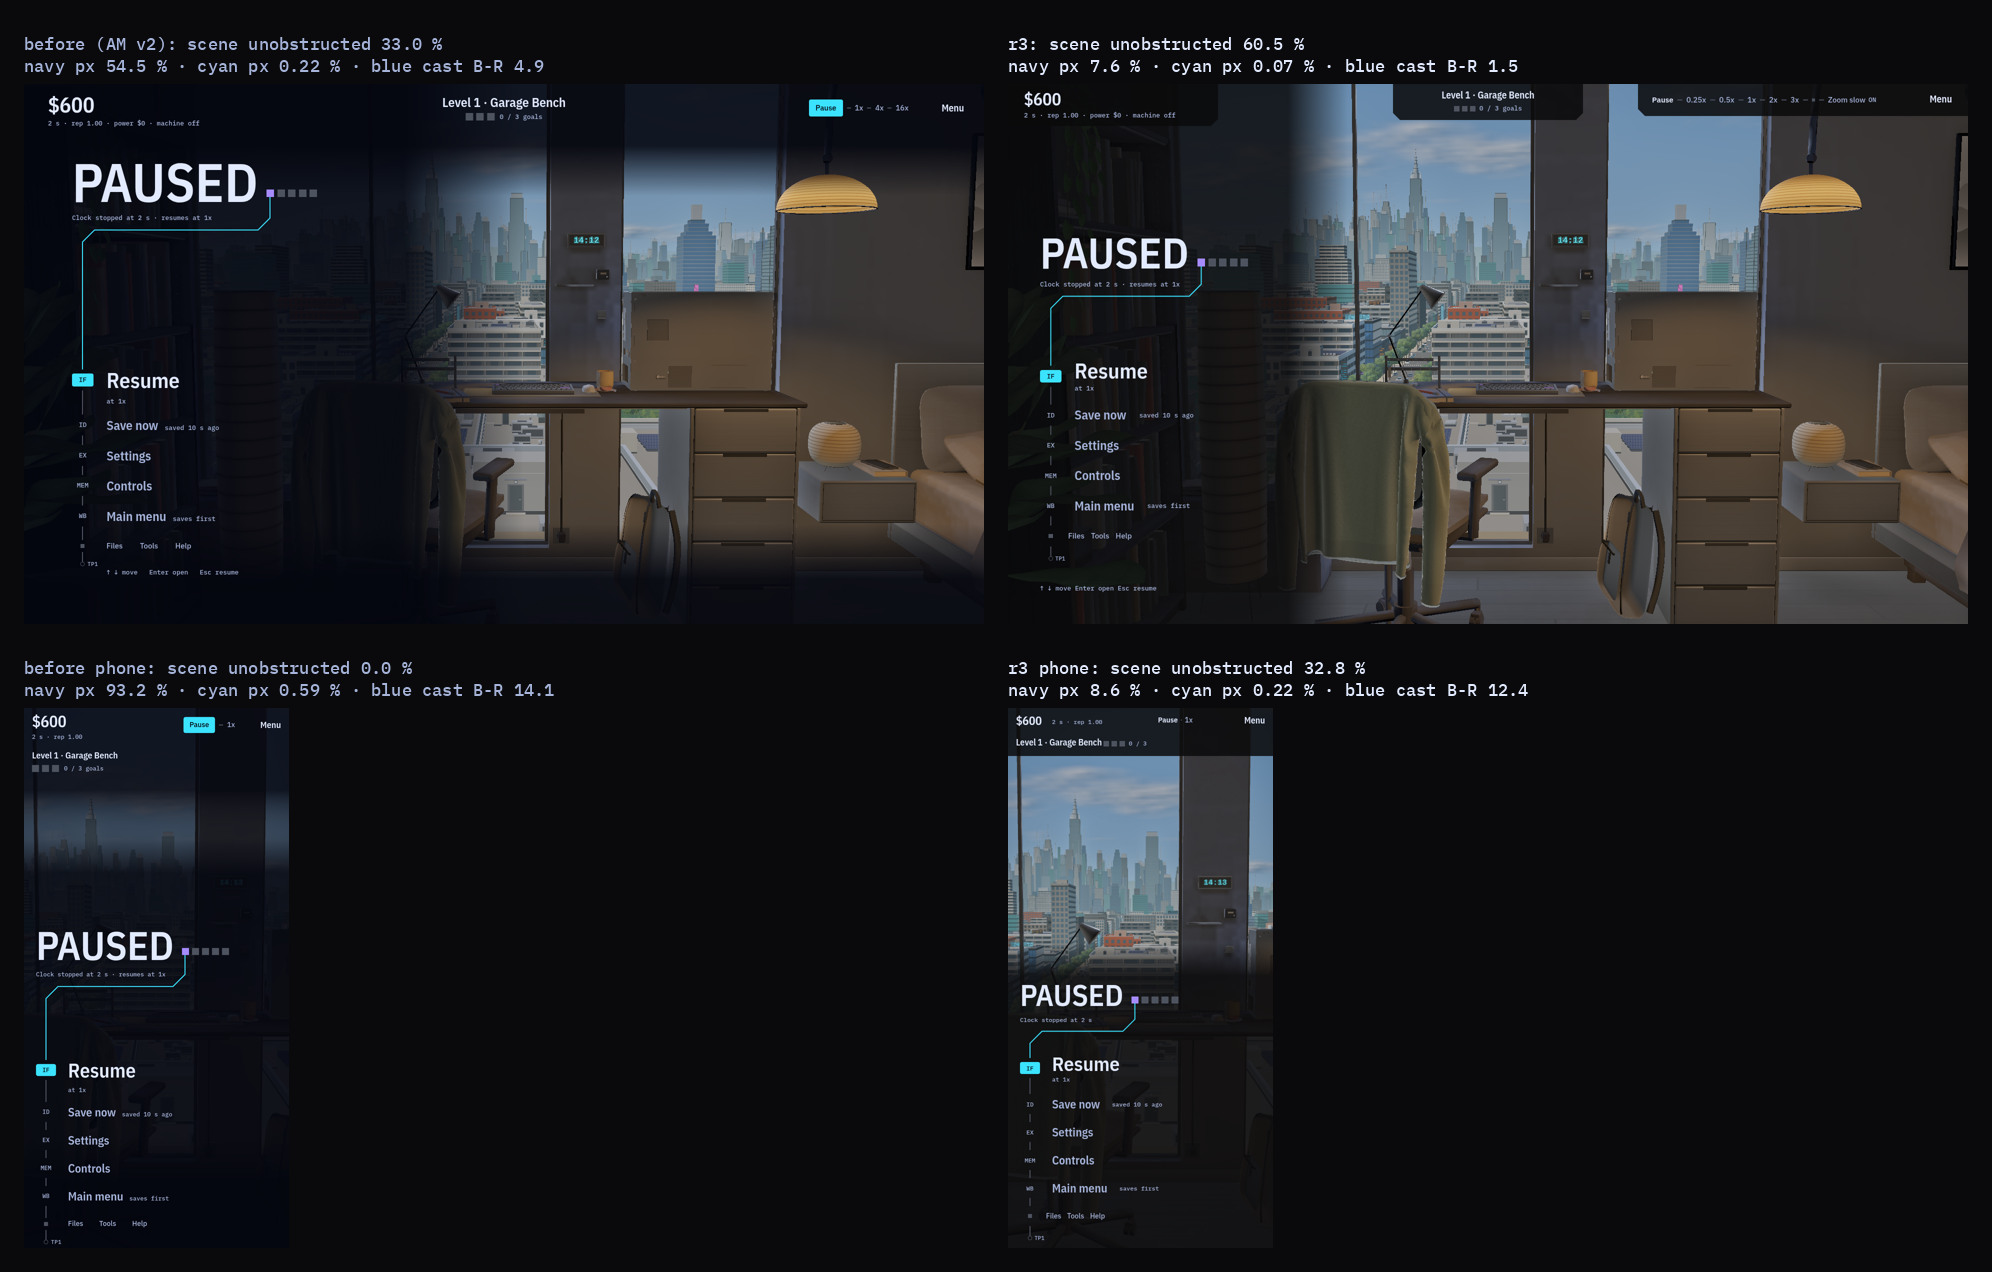 before (AM v2): scene unobstructed 33.0 %
navy px 54.5 % · cyan px 0.22 % · blue cast B-R 4.9
$600
2 s · rep 1.00 · power $0 · machine off
Level 1 · Garage Bench
0 / 3 goals
Pause — 1x — 4x — 16x
Menu
PAUSED
Clock stopped at 2 s · resumes at 1x
14:12
IF Resume
at 1x
ID Save now saved 10 s ago
EX Settings
MEM Controls
WB Main menu saves first
Files Tools Help
TP1
↑ ↓ move Enter open Esc resume
r3: scene unobstructed 60.5 %
navy px 7.6 % · cyan px 0.07 % · blue cast B-R 1.5
$600
2 s · rep 1.00 · power $0 · machine off
Level 1 · Garage Bench
0 / 3 goals
Pause — 0.25x — 0.5x — 1x — 2x — 3x — — Zoom slow ON
Menu
PAUSED
Clock stopped at 2 s · resumes at 1x
14:12
IF Resume
at 1x
ID Save now saved 10 s ago
EX Settings
MEM Controls
WB Main menu saves first
Files Tools Help
TP1
↑ ↓ move Enter open Esc resume
before phone: scene unobstructed 0.0 %
navy px 93.2 % · cyan px 0.59 % · blue cast B-R 14.1
$600
2 s · rep 1.00
Pause — 1x
Menu
Level 1 · Garage Bench
0 / 3 goals
PAUSED
Clock stopped at 2 s · resumes at 1x
IF Resume
at 1x
ID Save now saved 10 s ago
EX Settings
MEM Controls
WB Main menu saves first
Files Tools Help
TP1
r3 phone: scene unobstructed 32.8 %
navy px 8.6 % · cyan px 0.22 % · blue cast B-R 12.4
$600 2 s · rep 1.00
Pause 1x
Menu
Level 1 · Garage Bench 0 / 3
14:13
PAUSED
Clock stopped at 2 s
IF Resume
at 1x
ID Save now saved 10 s ago
EX Settings
MEM Controls
WB Main menu saves first
Files Tools Help
TP1